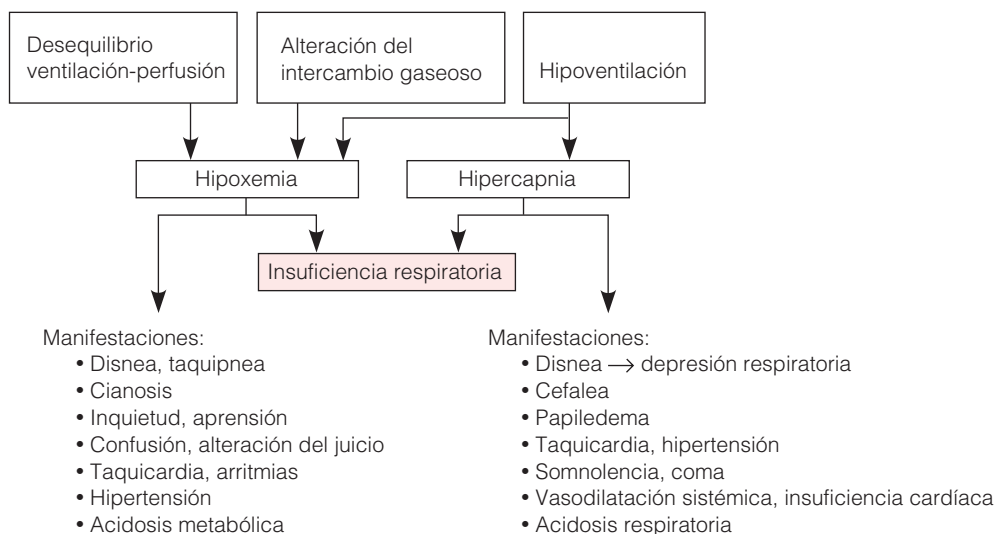 Desequilibrio
ventilación-perfusión
Alteración del
intercambio gaseoso
Hipoventilación
Hipoxemia
Hipercapnia
Insuficiencia respiratoria
Manifestaciones:
• Disnea, taquipnea
• Cianosis
• Inquietud, aprensión
• Confusión, alteración del juicio
• Taquicardia, arritmias
• Hipertensión
• Acidosis metabólica
Manifestaciones:
• Disnea → depresión respiratoria
• Cefalea
• Papiledema
• Taquicardia, hipertensión
• Somnolencia, coma
• Vasodilatación sistémica, insuficiencia cardíaca
• Acidosis respiratoria